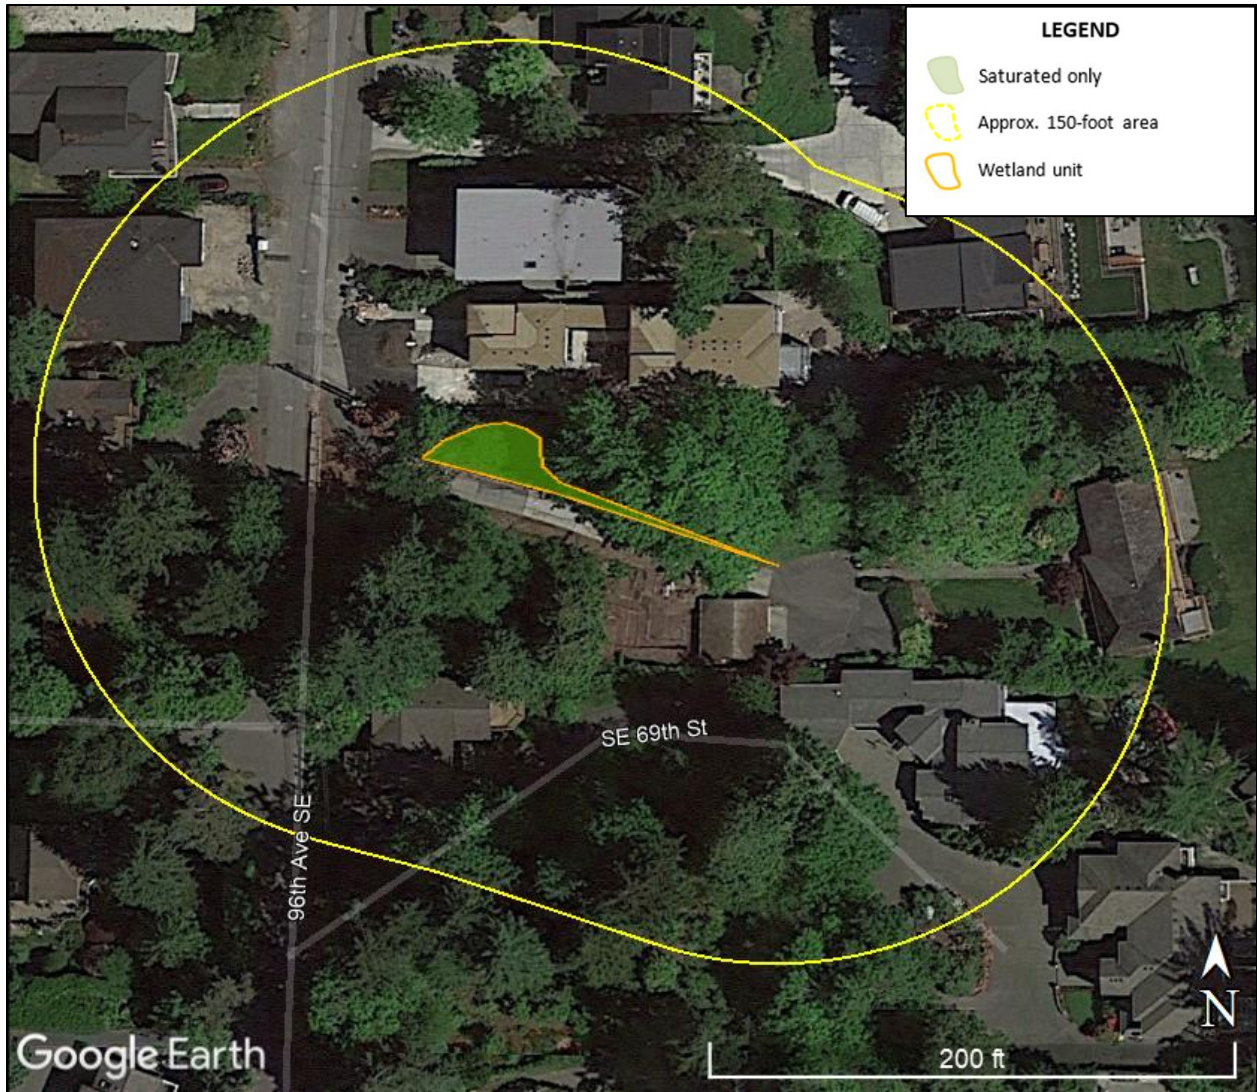 LEGEND
Saturated only
Approx. 150-foot area
Wetland unit
SE 69th St
96th Ave SE
N
Google Earth
200 ft